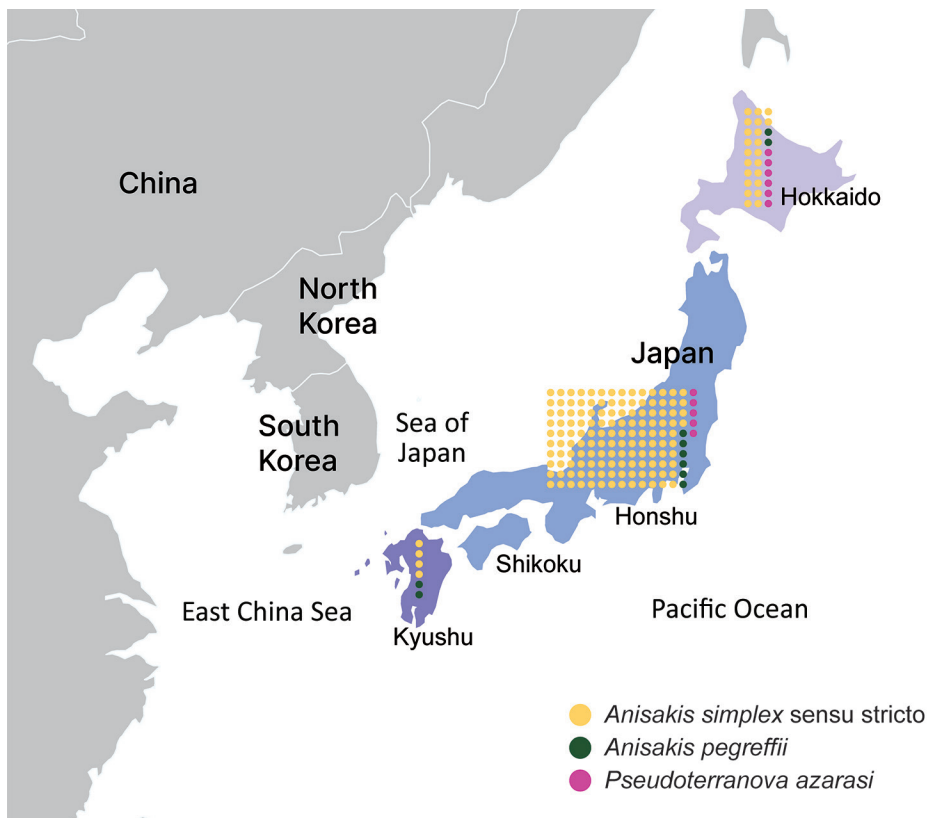 China
Hokkaido
North
Korea
Japan
South
Korea
Sea of
Japan
Honshu
Shikoku
East China Sea
Pacific Ocean
Kyushu
Anisakis simplex sensu stricto
Anisakis pegreffii
Pseudoterranova azarasi